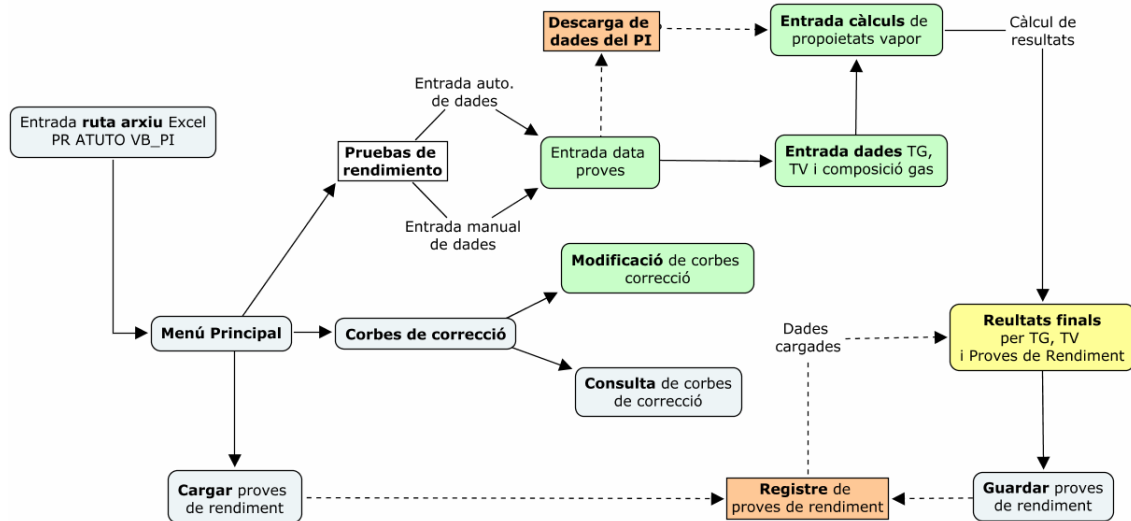 Descarga de
dades del PI
Entrada càlculs de
propoietats vapor
Càlcul de
resultats
Entrada auto.
de dades
Entrada ruta arxiu Excel
PR ATUTO VB_PI
Pruebas de
rendimiento
Entrada data
proves
Entrada dades TG,
TV i composició gas
Entrada manual
de dades
Modificació de corbes
correcció
Menú Principal
Corbes de correcció
Dades
cargades
Reultats finals
per TG, TV
i Proves de Rendiment
Consulta de corbes
de correcció
Cargar proves
de rendiment
Registre de
proves de rendiment
Guardar proves
de rendiment